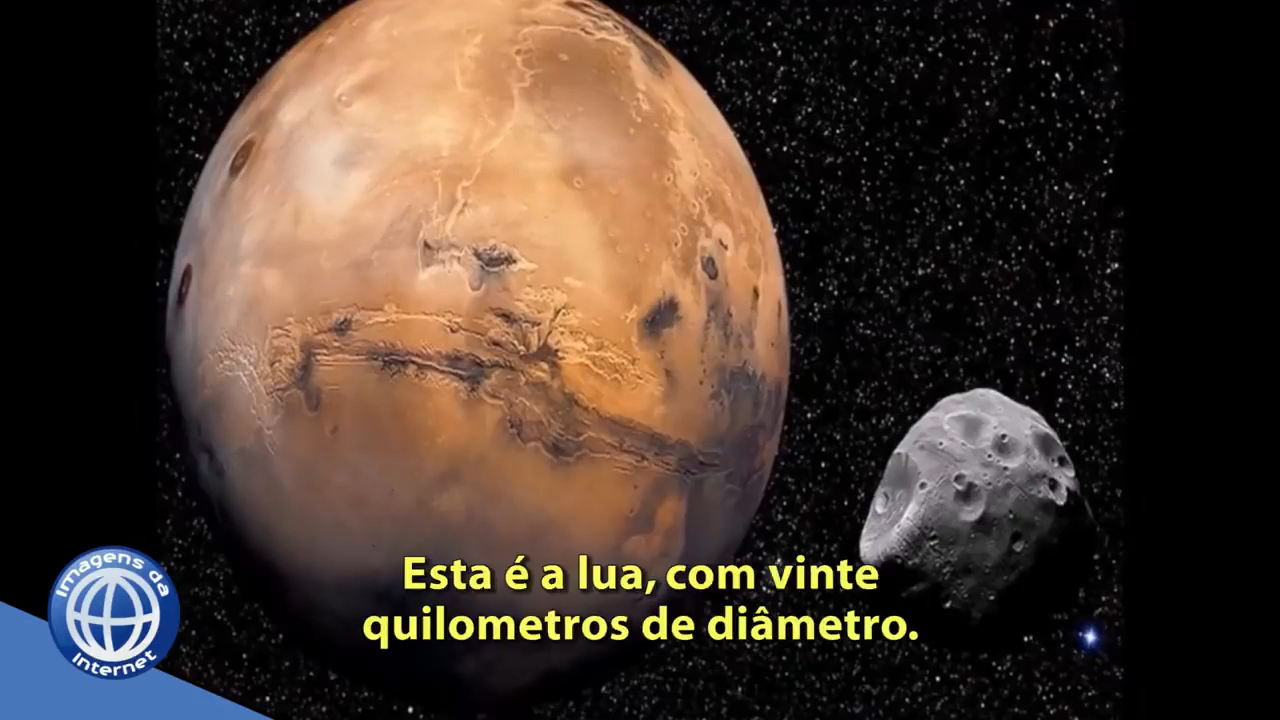 Imagens da
Internet
Esta é a lua, com vinte
quilometros de diâmetro.